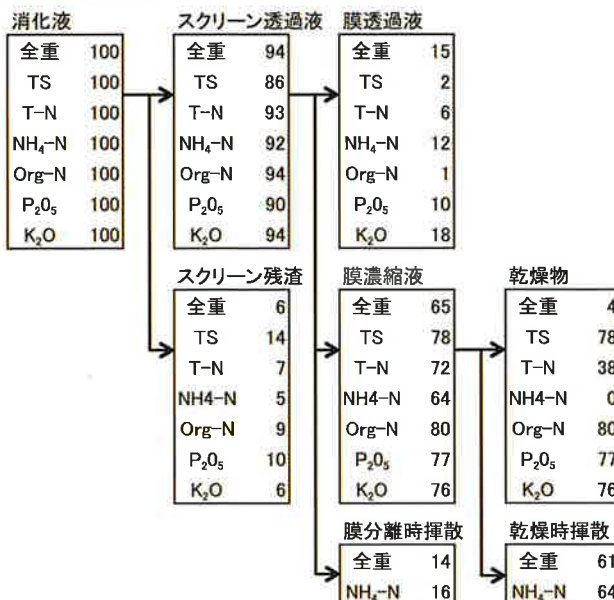 消化液
全重 100
TS 100
T-N 100
NH₄-N 100
Org-N 100
P₂0₅ 100
K₂O 100
スクリーン透過液
全重 94
TS 86
T-N 93
NH₄-N 92
Org-N 94
P₂0₅ 90
K₂O 94
膜透過液
全重 15
TS 2
T-N 6
NH₄-N 12
Org-N 1
P₂0₅ 10
K₂O 18
スクリーン残渣
全重 6
TS 14
T-N 7
NH4-N 5
Org-N 9
P₂0₅ 10
K₂O 6
膜濃縮液
全重 65
TS 78
T-N 72
NH4-N 64
Org-N 80
P₂0₅ 77
K₂O 76
乾燥物
全重 4
TS 78
T-N 38
NH4-N 0
Org-N 80
P₂0₅ 77
K₂O 76
膜分離時揮散
全重 14
NH₄-N 16
乾燥時揮散
全重 61
NH₄-N 64